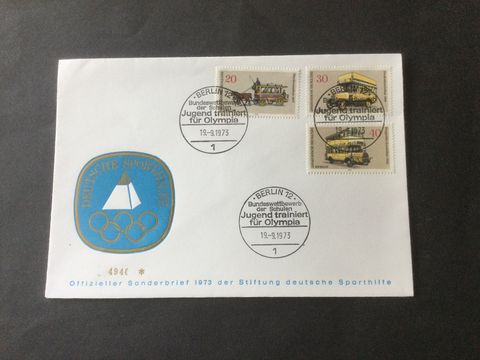 20
30
40
BERLIN 12
Bundeswettbewerb
der Schulen
Jugend trainiert
für Olympia
19.-9.1973
1
BERLIN 12
Bundeswettbewerb
der Schulen
Jugend trainiert
für Olympia
19.-9.1973
1
DEUTSCHE SPORTHILFE
Offizieller Sonderbrief 1973 der Stiftung deutsche Sporthilfe